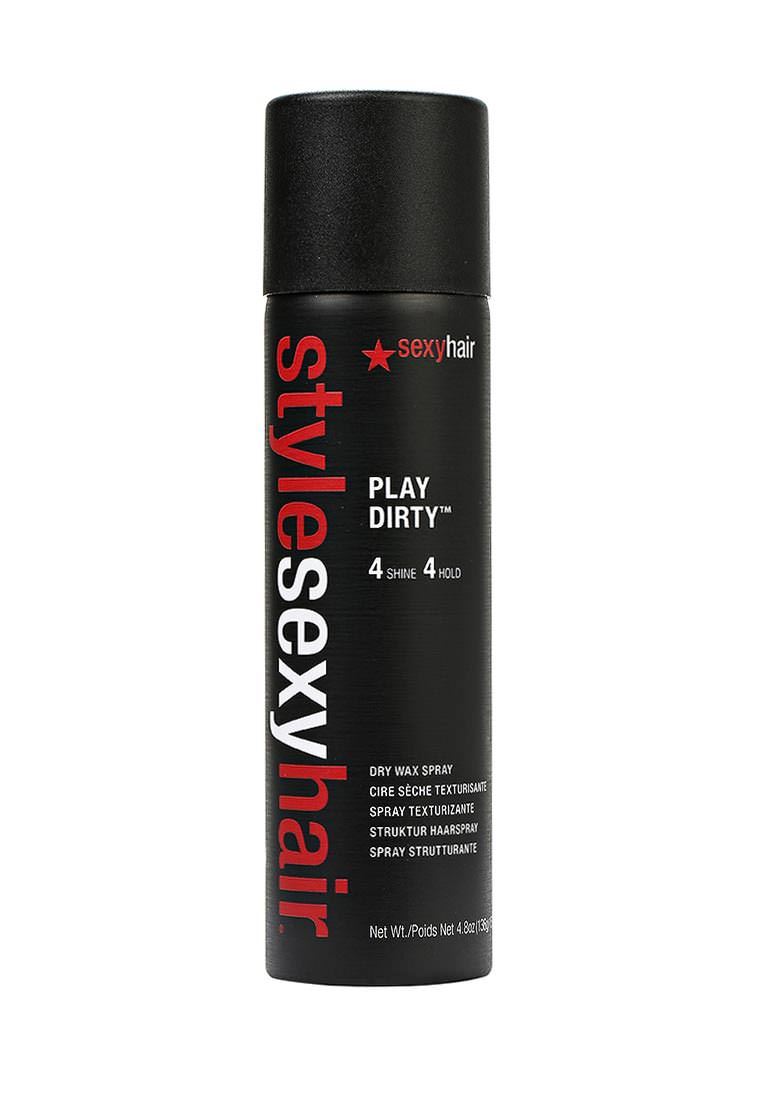 stylesexyhair®
sexyhair
PLAY
DIRTY™
4 SHINE 4 HOLD
DRY WAX SPRAY
CIRE SÈCHE TEXTURISANTE
SPRAY TEXTURIZANTE
STRUKTUR HAARSPRAY
SPRAY STRUTTURANTE
Net Wt./Poids Net 4.8oz (136g)